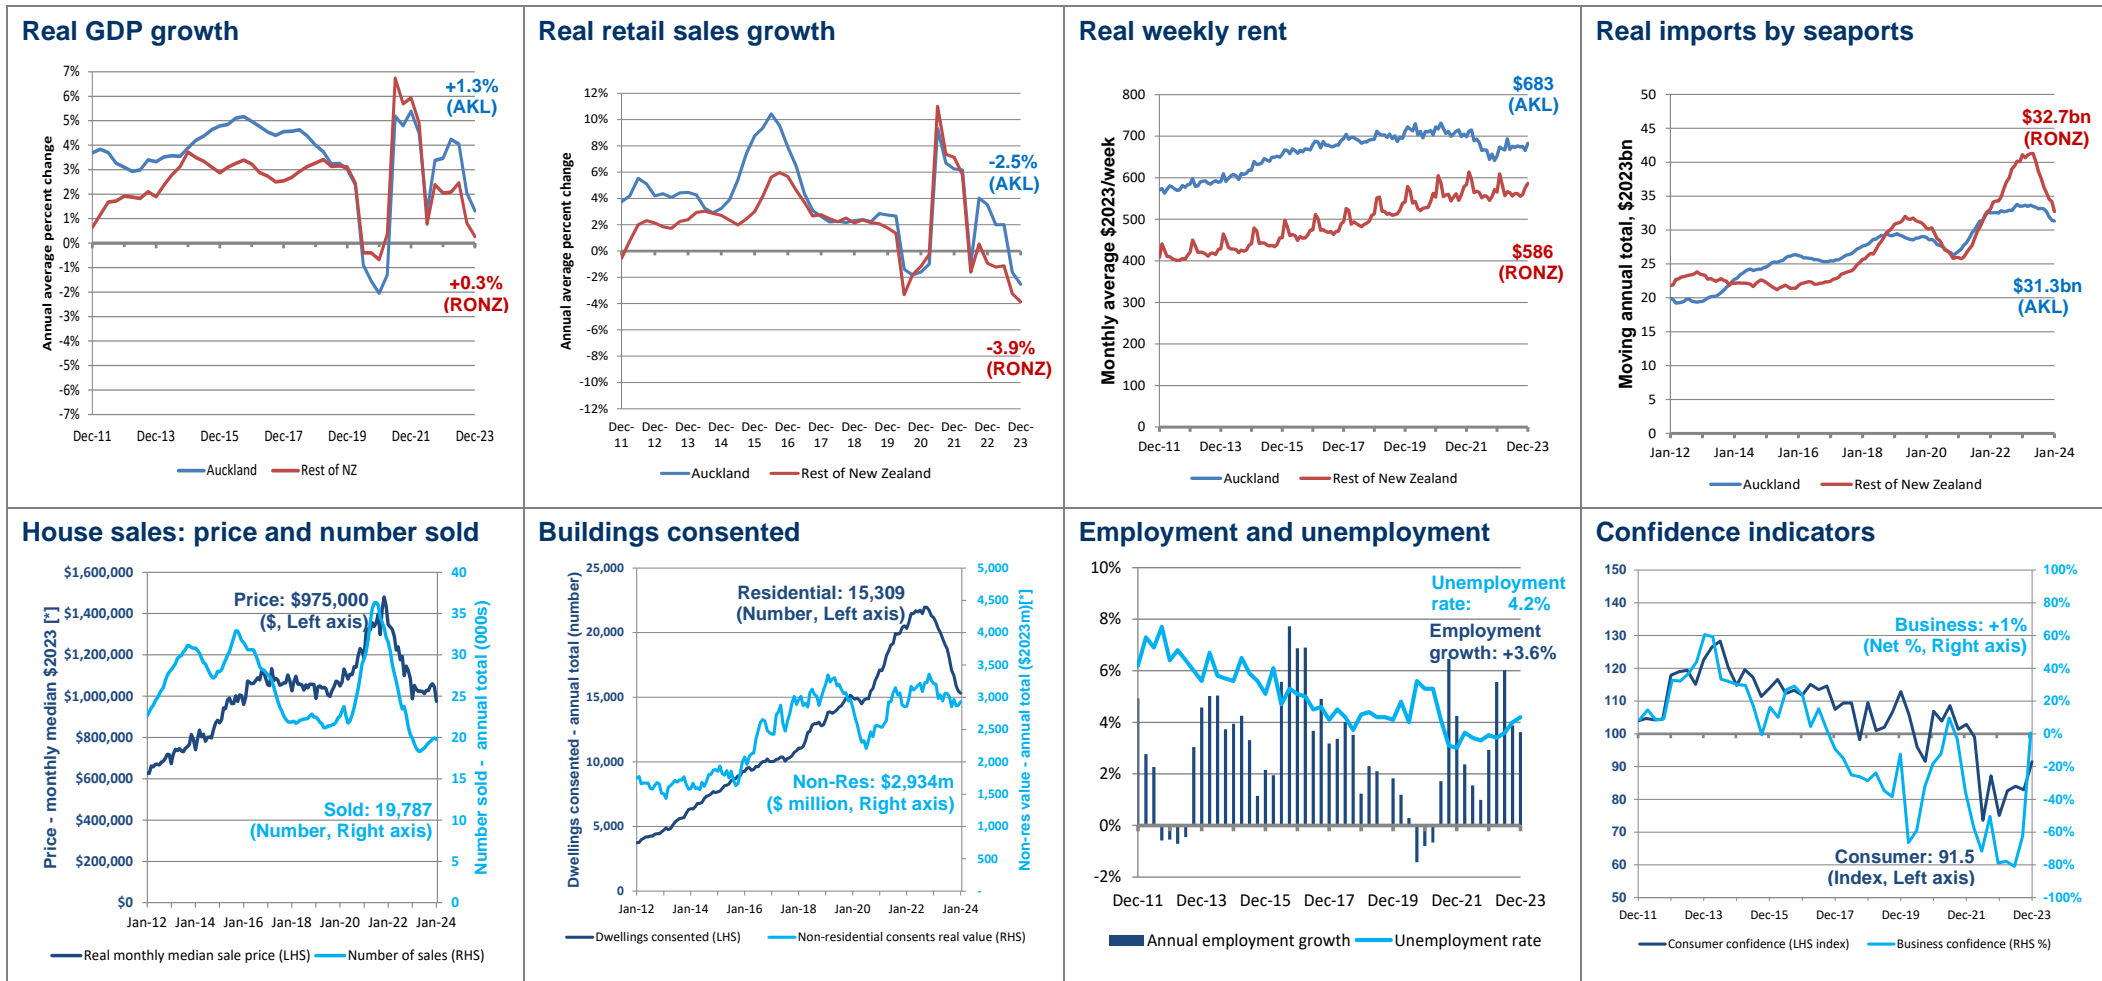 Real GDP growth
7%
6%
5%
4%
3%
2%
1%
0%
-1%
-2%
-3%
-4%
-5%
-6%
-7%
Annual average percent change
+1.3%
(AKL)
+0.3%
(RONZ)
Dec-11 Dec-13 Dec-15 Dec-17 Dec-19 Dec-21 Dec-23
Auckland Rest of NZ
Real retail sales growth
12%
10%
8%
6%
4%
2%
0%
-2%
-4%
-6%
-8%
-10%
-12%
Annual average percent change
-2.5%
(AKL)
-3.9%
(RONZ)
Dec- Dec- Dec- Dec- Dec- Dec- Dec- Dec- Dec- Dec- Dec- Dec- Dec-
11 12 13 14 15 16 17 18 19 20 21 22 23
Auckland Rest of New Zealand
Real weekly rent
800
700
600
500
400
300
200
100
0
Monthly average $2023/week
$683
(AKL)
$586
(RONZ)
Dec-11 Dec-13 Dec-15 Dec-17 Dec-19 Dec-21 Dec-23
Auckland Rest of New Zealand
Real imports by seaports
50
45
40
35
30
25
20
15
10
5
0
Moving annual total, $2023bn
$32.7bn
(RONZ)
$31.3bn
(AKL)
Jan-12 Jan-14 Jan-16 Jan-18 Jan-20 Jan-22 Jan-24
Auckland Rest of New Zealand
House sales: price and number sold
$1,600,000
$1,400,000
$1,200,000
$1,000,000
$800,000
$600,000
$400,000
$200,000
$0
Price - monthly median $2023 [*]
Price: $975,000
($, Left axis)
Sold: 19,787
(Number, Right axis)
40
35
30
25
20
15
10
5
0
Number sold - annual total (000s)
Jan-12 Jan-14 Jan-16 Jan-18 Jan-20 Jan-22 Jan-24
Real monthly median sale price (LHS) Number of sales (RHS)
Buildings consented
25,000
20,000
15,000
10,000
5,000
0
Dwellings consented - annual total (number)
Residential: 15,309
(Number, Left axis)
Non-Res: $2,934m
($ million, Right axis)
5,000
4,500
4,000
3,500
3,000
2,500
2,000
1,500
1,000
500
-
Non-res value - annual total ($2023m)[*]
Jan-12 Jan-14 Jan-16 Jan-18 Jan-20 Jan-22 Jan-24
Dwellings consented (LHS) Non-residential consents real value (RHS)
Employment and unemployment
10%
8%
6%
4%
2%
0%
-2%
Unemployment
rate: 4.2%
Employment
growth: +3.6%
Dec-11 Dec-13 Dec-15 Dec-17 Dec-19 Dec-21 Dec-23
Annual employment growth Unemployment rate
Confidence indicators
150
140
130
120
110
100
90
80
70
60
50
Business: +1%
(Net %, Right axis)
Consumer: 91.5
(Index, Left axis)
100%
80%
60%
40%
20%
0%
-20%
-40%
-60%
-80%
-100%
Dec-11 Dec-13 Dec-15 Dec-17 Dec-19 Dec-21 Dec-23
Consumer confidence (LHS index) Business confidence (RHS %)